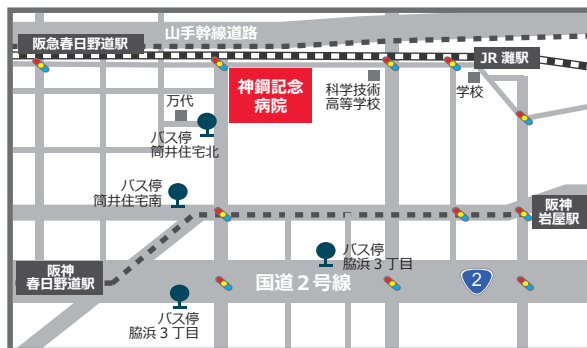 山手幹線道路
阪急春日野道駅
JR 灘駅
神鋼記念
病院
科学技術
高等学校
学校
万代
バス停
筒井住宅北
バス停
筒井住宅南
阪神
岩屋駅
バス停
脇浜３丁目
阪神
春日野道駅
国道２号線
2
バス停
脇浜３丁目